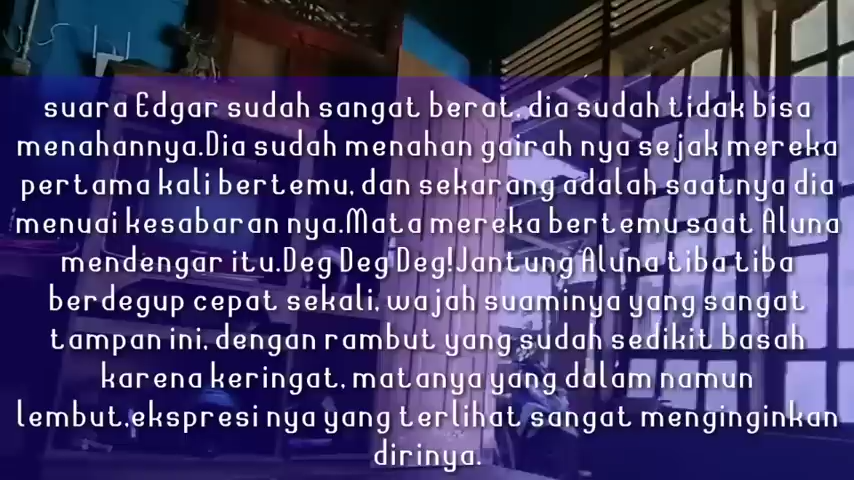 suara Edgar sudah sangat berat, dia sudah tidak bisa
menahannya.Dia sudah menahan gairah nya sejak mereka
pertama kali bertemu, dan sekarang adalah saatnya dia
menuai kesabaran nya.Mata mereka bertemu saat Aluna
mendengar itu.Deg Deg Deg!Jantung Aluna tiba tiba
berdegup cepat sekali, wajah suaminya yang sangat
tampan ini, dengan rambut yang sudah sedikit basah
karena keringat, matanya yang dalam namun
lembut,ekspresi nya yang terlihat sangat menginginkan
dirinya.